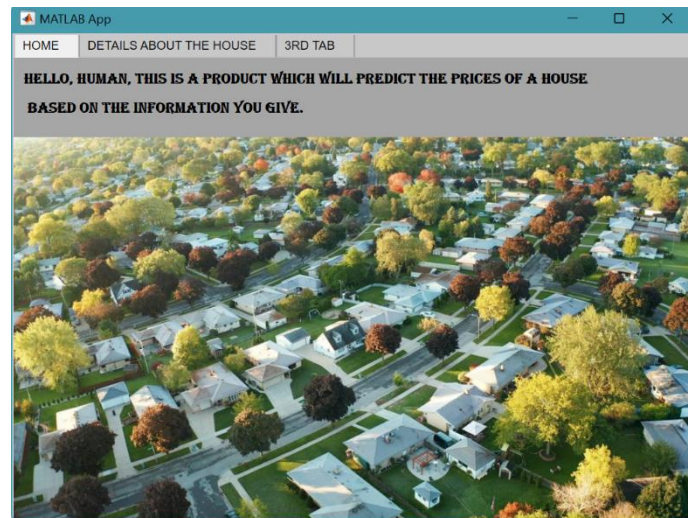 MATLAB App
HOME DETAILS ABOUT THE HOUSE 3RD TAB
HELLO, HUMAN, THIS IS A PRODUCT WHICH WILL PREDICT THE PRICES OF A HOUSE
BASED ON THE INFORMATION YOU GIVE.